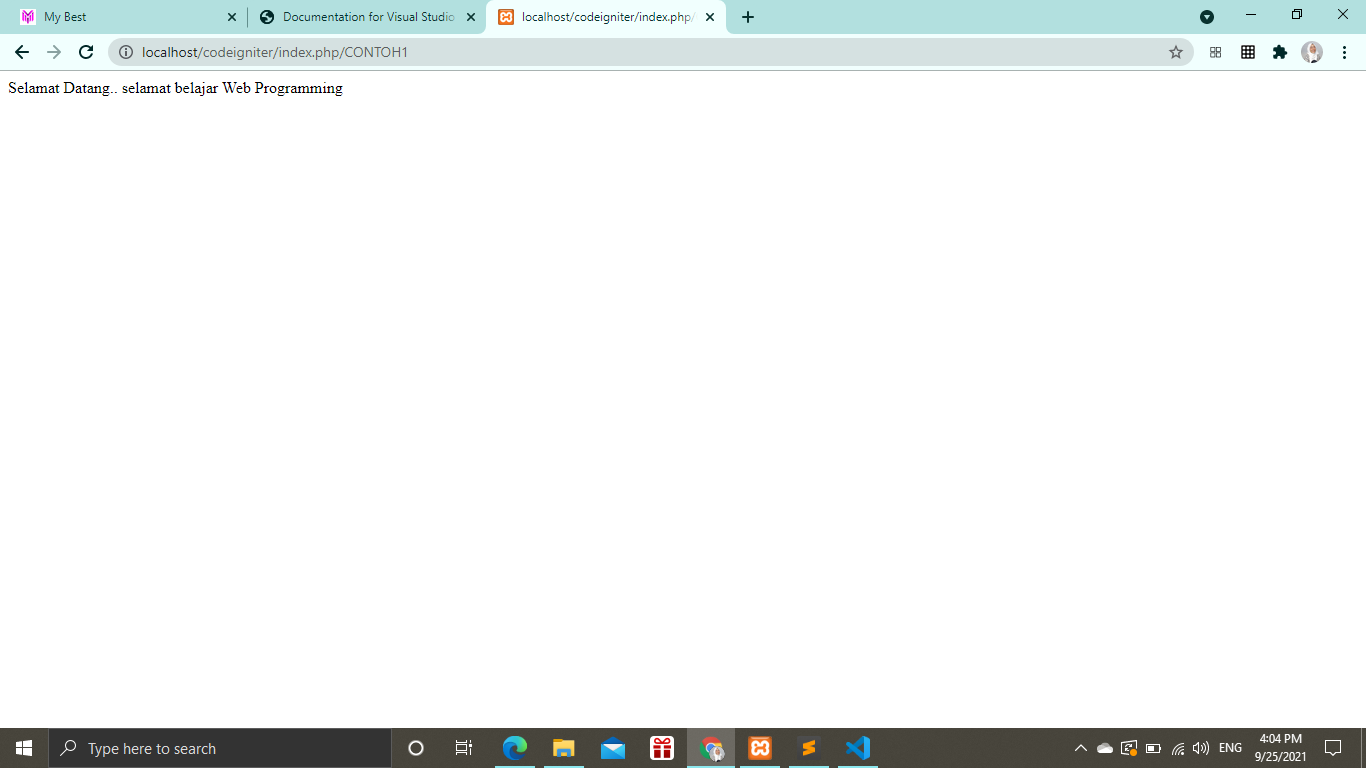 My Best
Documentation for Visual Studio
localhost/codeigniter/index.php/
localhost/codeigniter/index.php/CONTOH1
Selamat Datang.. selamat belajar Web Programming
Type here to search
ENG
4:04 PM
9/25/2021